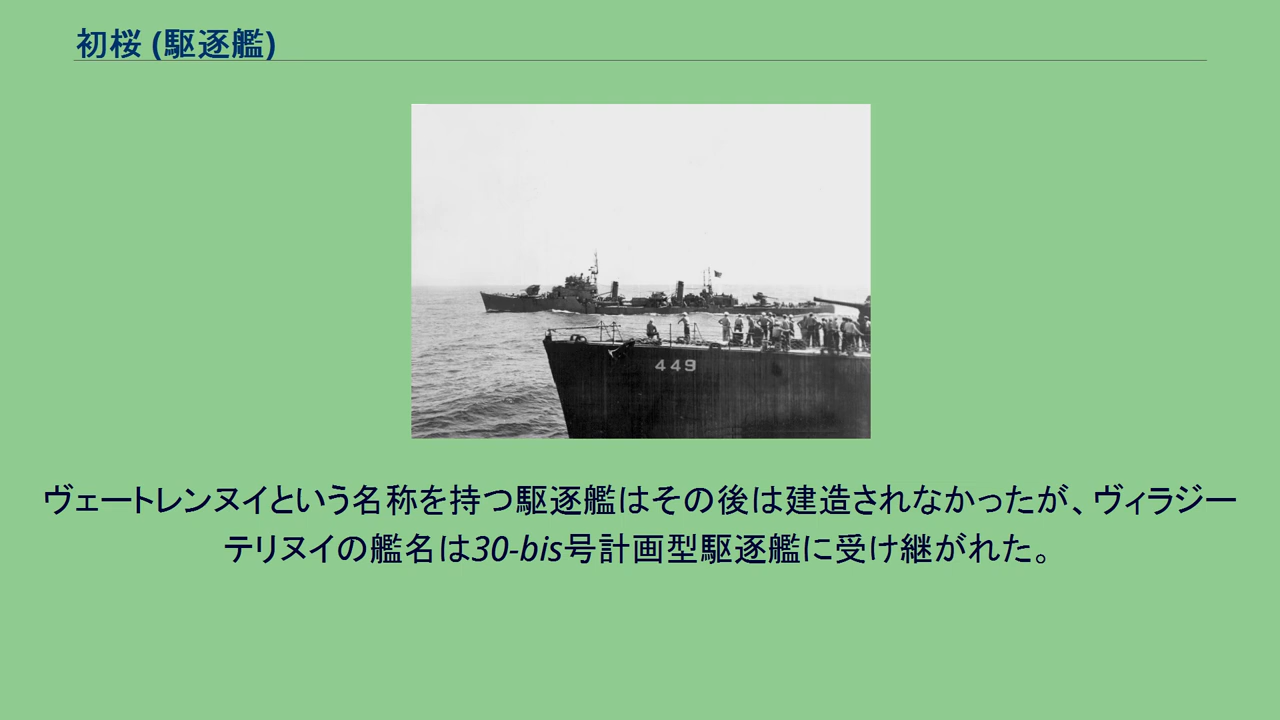 初桜 (駆逐艦)
449
ヴェートレンヌイという名称を持つ駆逐艦はその後は建造されなかったが、ヴィラジー
テリヌイの艦名は30-bis号計画型駆逐艦に受け継がれた。